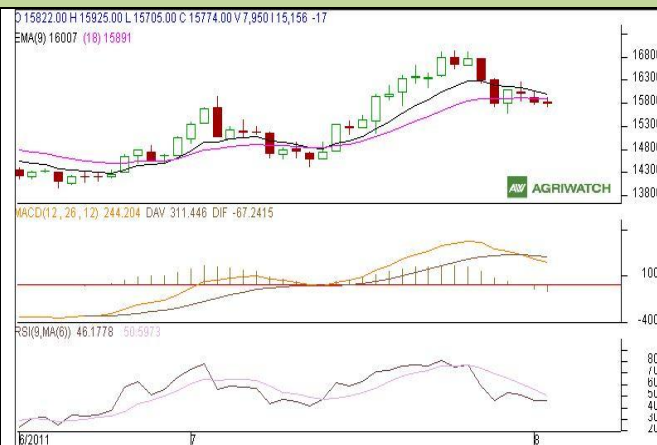 O 15822.00 H 15925.00 L 15705.00 C 15774.00 V 7,950 I 15,156 -17
EMA(9) 16007 (18) 15891
16800
16300
15800
15300
14800
14300
13800
AW AGRIWATCH
MACD(12, 26, 12) 244.204 DAV 311.446 DIF -67.2415
100
-400
RSI(9,MA(6)) 46.1778 50.5973
80
70
60
50
40
30
20
6/2011 7 8